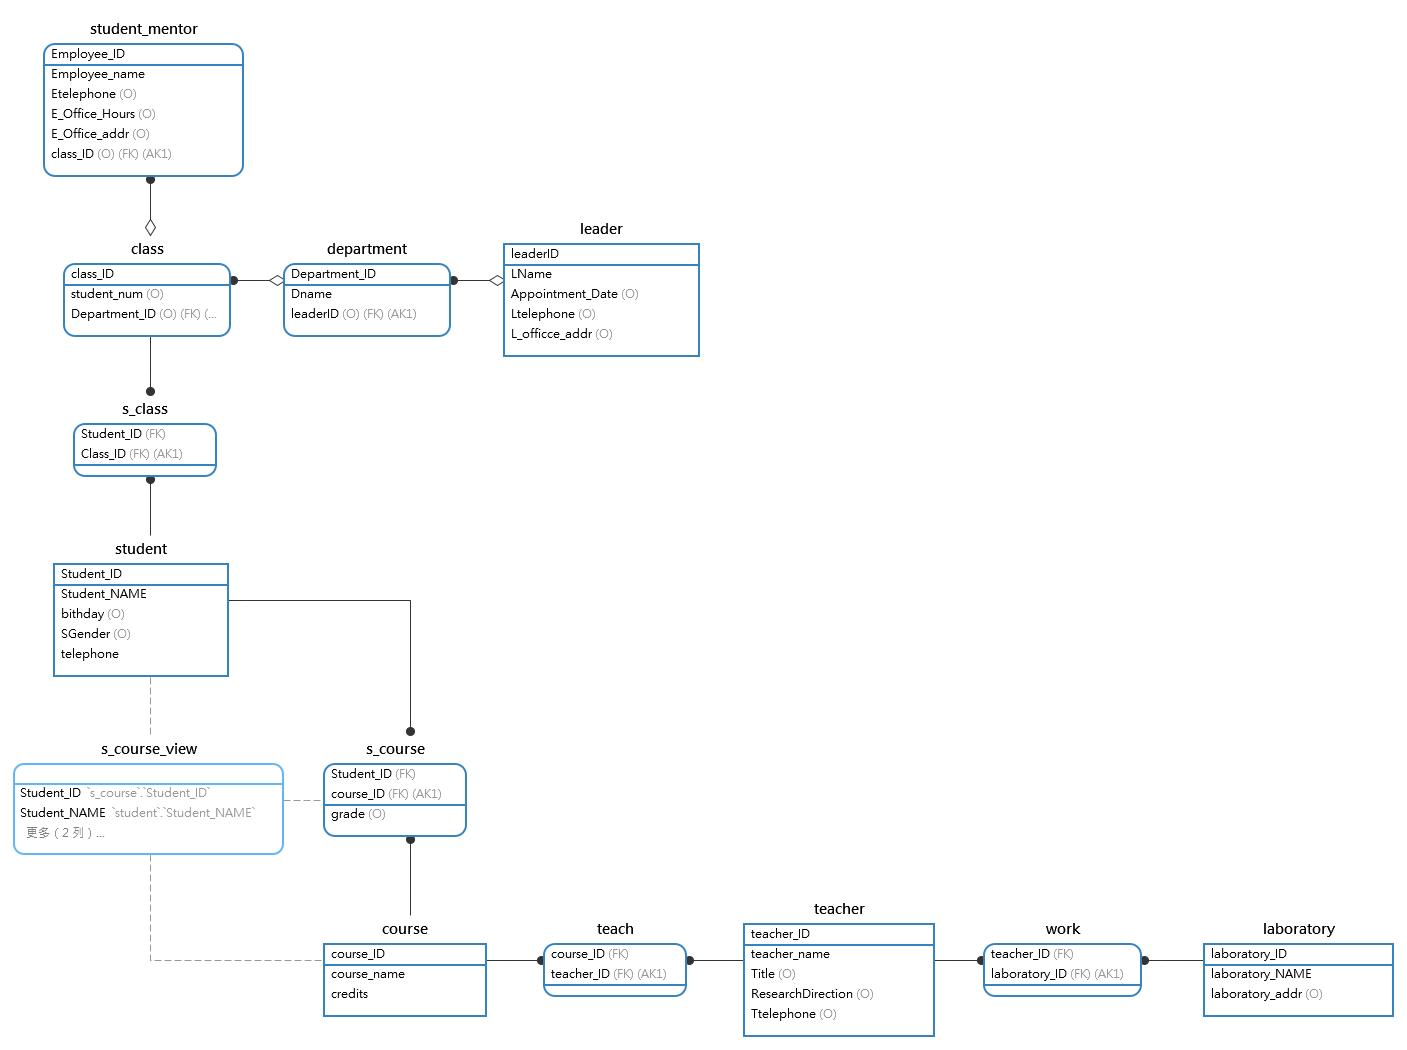 student_mentor
Employee_ID
Employee_name
Etelephone (O)
E_Office_Hours (O)
E_Office_addr (O)
class_ID (O) (FK) (AK1)
class
class_ID
student_num (O)
Department_ID (O) (FK) (...
department
Department_ID
Dname
leaderID (O) (FK) (AK1)
leader
leaderID
LName
Appointment_Date (O)
Ltelephone (O)
L_officce_addr (O)
s_class
Student_ID (FK)
Class_ID (FK) (AK1)
student
Student_ID
Student_NAME
bithday (O)
SGender (O)
telephone
s_course_view
Student_ID `s_course`.`Student_ID`
Student_NAME `student`.`Student_NAME`
更多 ( 2 列 ) ...
s_course
Student_ID (FK)
course_ID (FK) (AK1)
grade (O)
course
course_ID
course_name
credits
teach
course_ID (FK)
teacher_ID (FK) (AK1)
teacher
teacher_ID
teacher_name
Title (O)
ResearchDirection (O)
Ttelephone (O)
work
teacher_ID (FK)
laboratory_ID (FK) (AK1)
laboratory
laboratory_ID
laboratory_NAME
laboratory_addr (O)